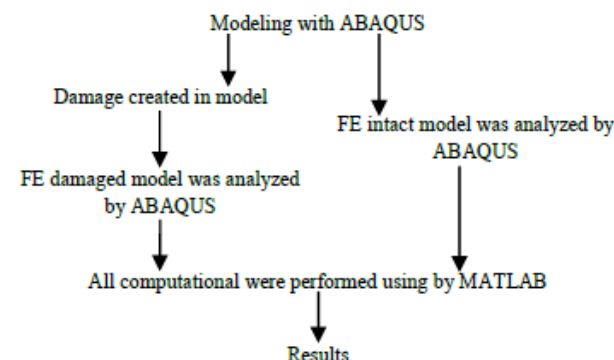 Modeling with ABAQUS
Damage created in model
FE intact model was analyzed by
ABAQUS
FE damaged model was analyzed
by ABAQUS
All computational were performed using by MATLAB
Results